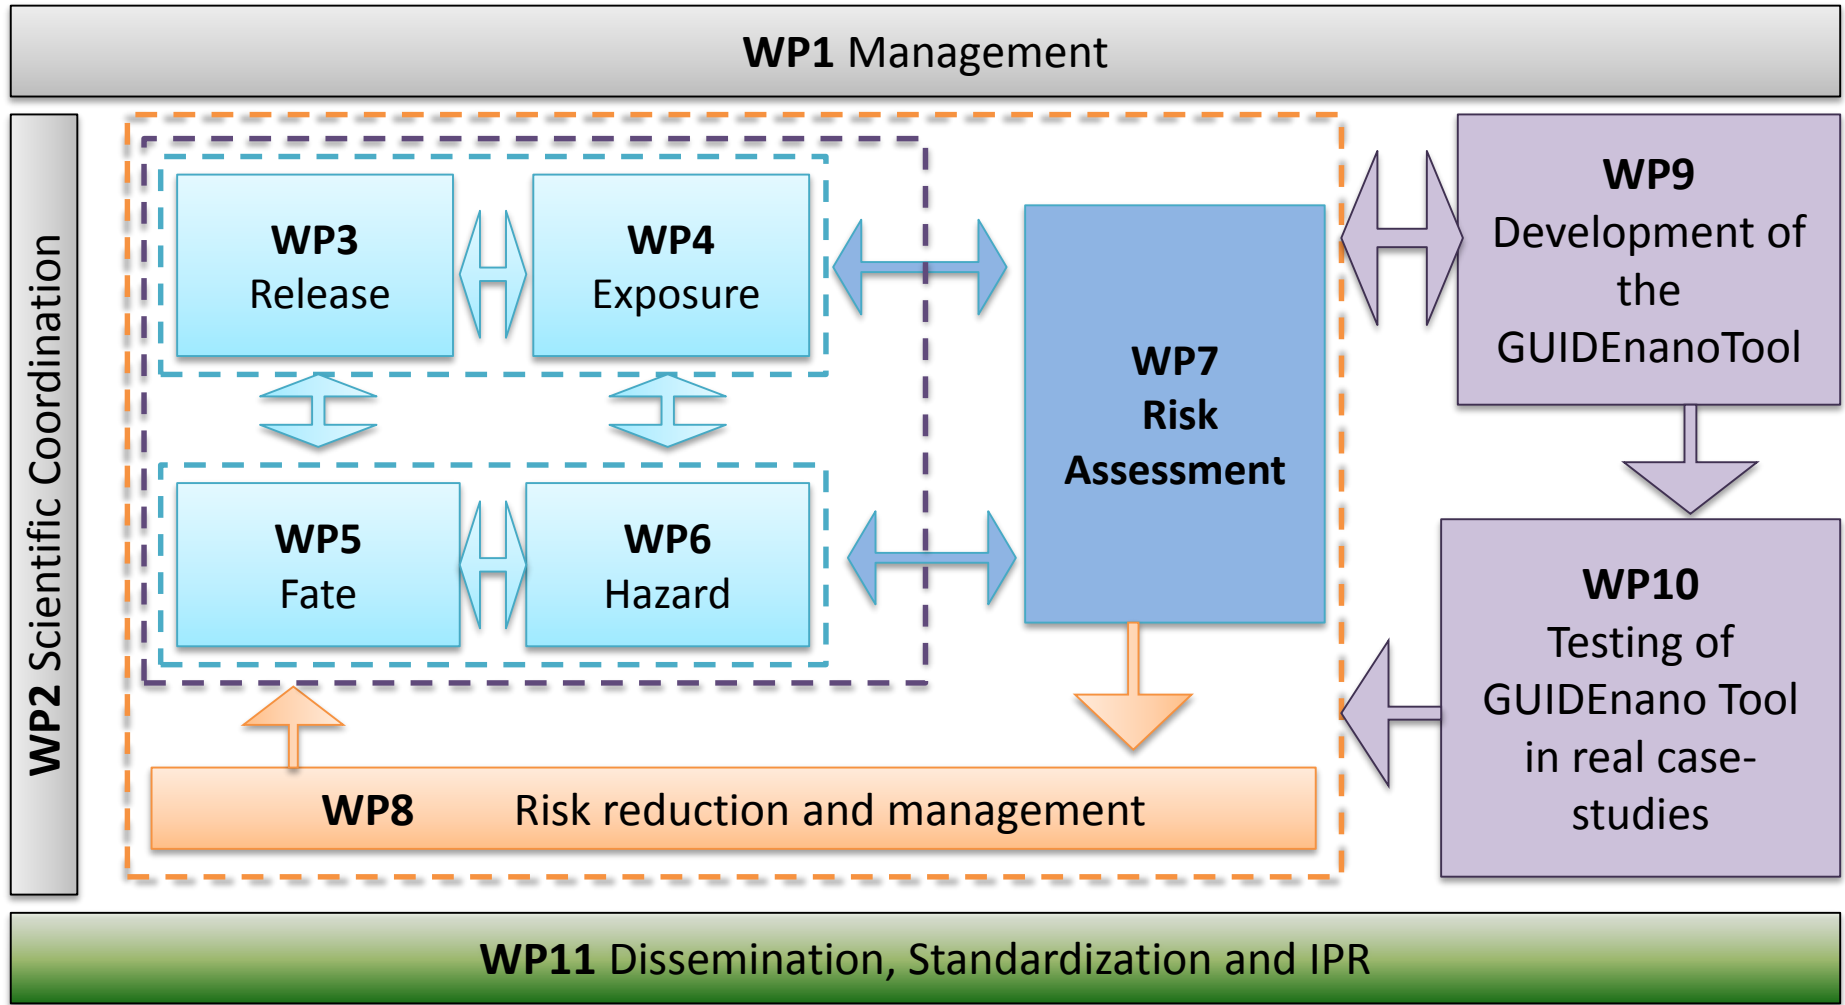 WP1 Management
WP2 Scientific Coordination
WP3
Release
WP4
Exposure
WP5
Fate
WP6
Hazard
WP7
Risk
Assessment
WP8 Risk reduction and management
WP9
Development of
the
GUIDEnanoTool
WP10
Testing of
GUIDEnano Tool
in real case-
studies
WP11 Dissemination, Standardization and IPR